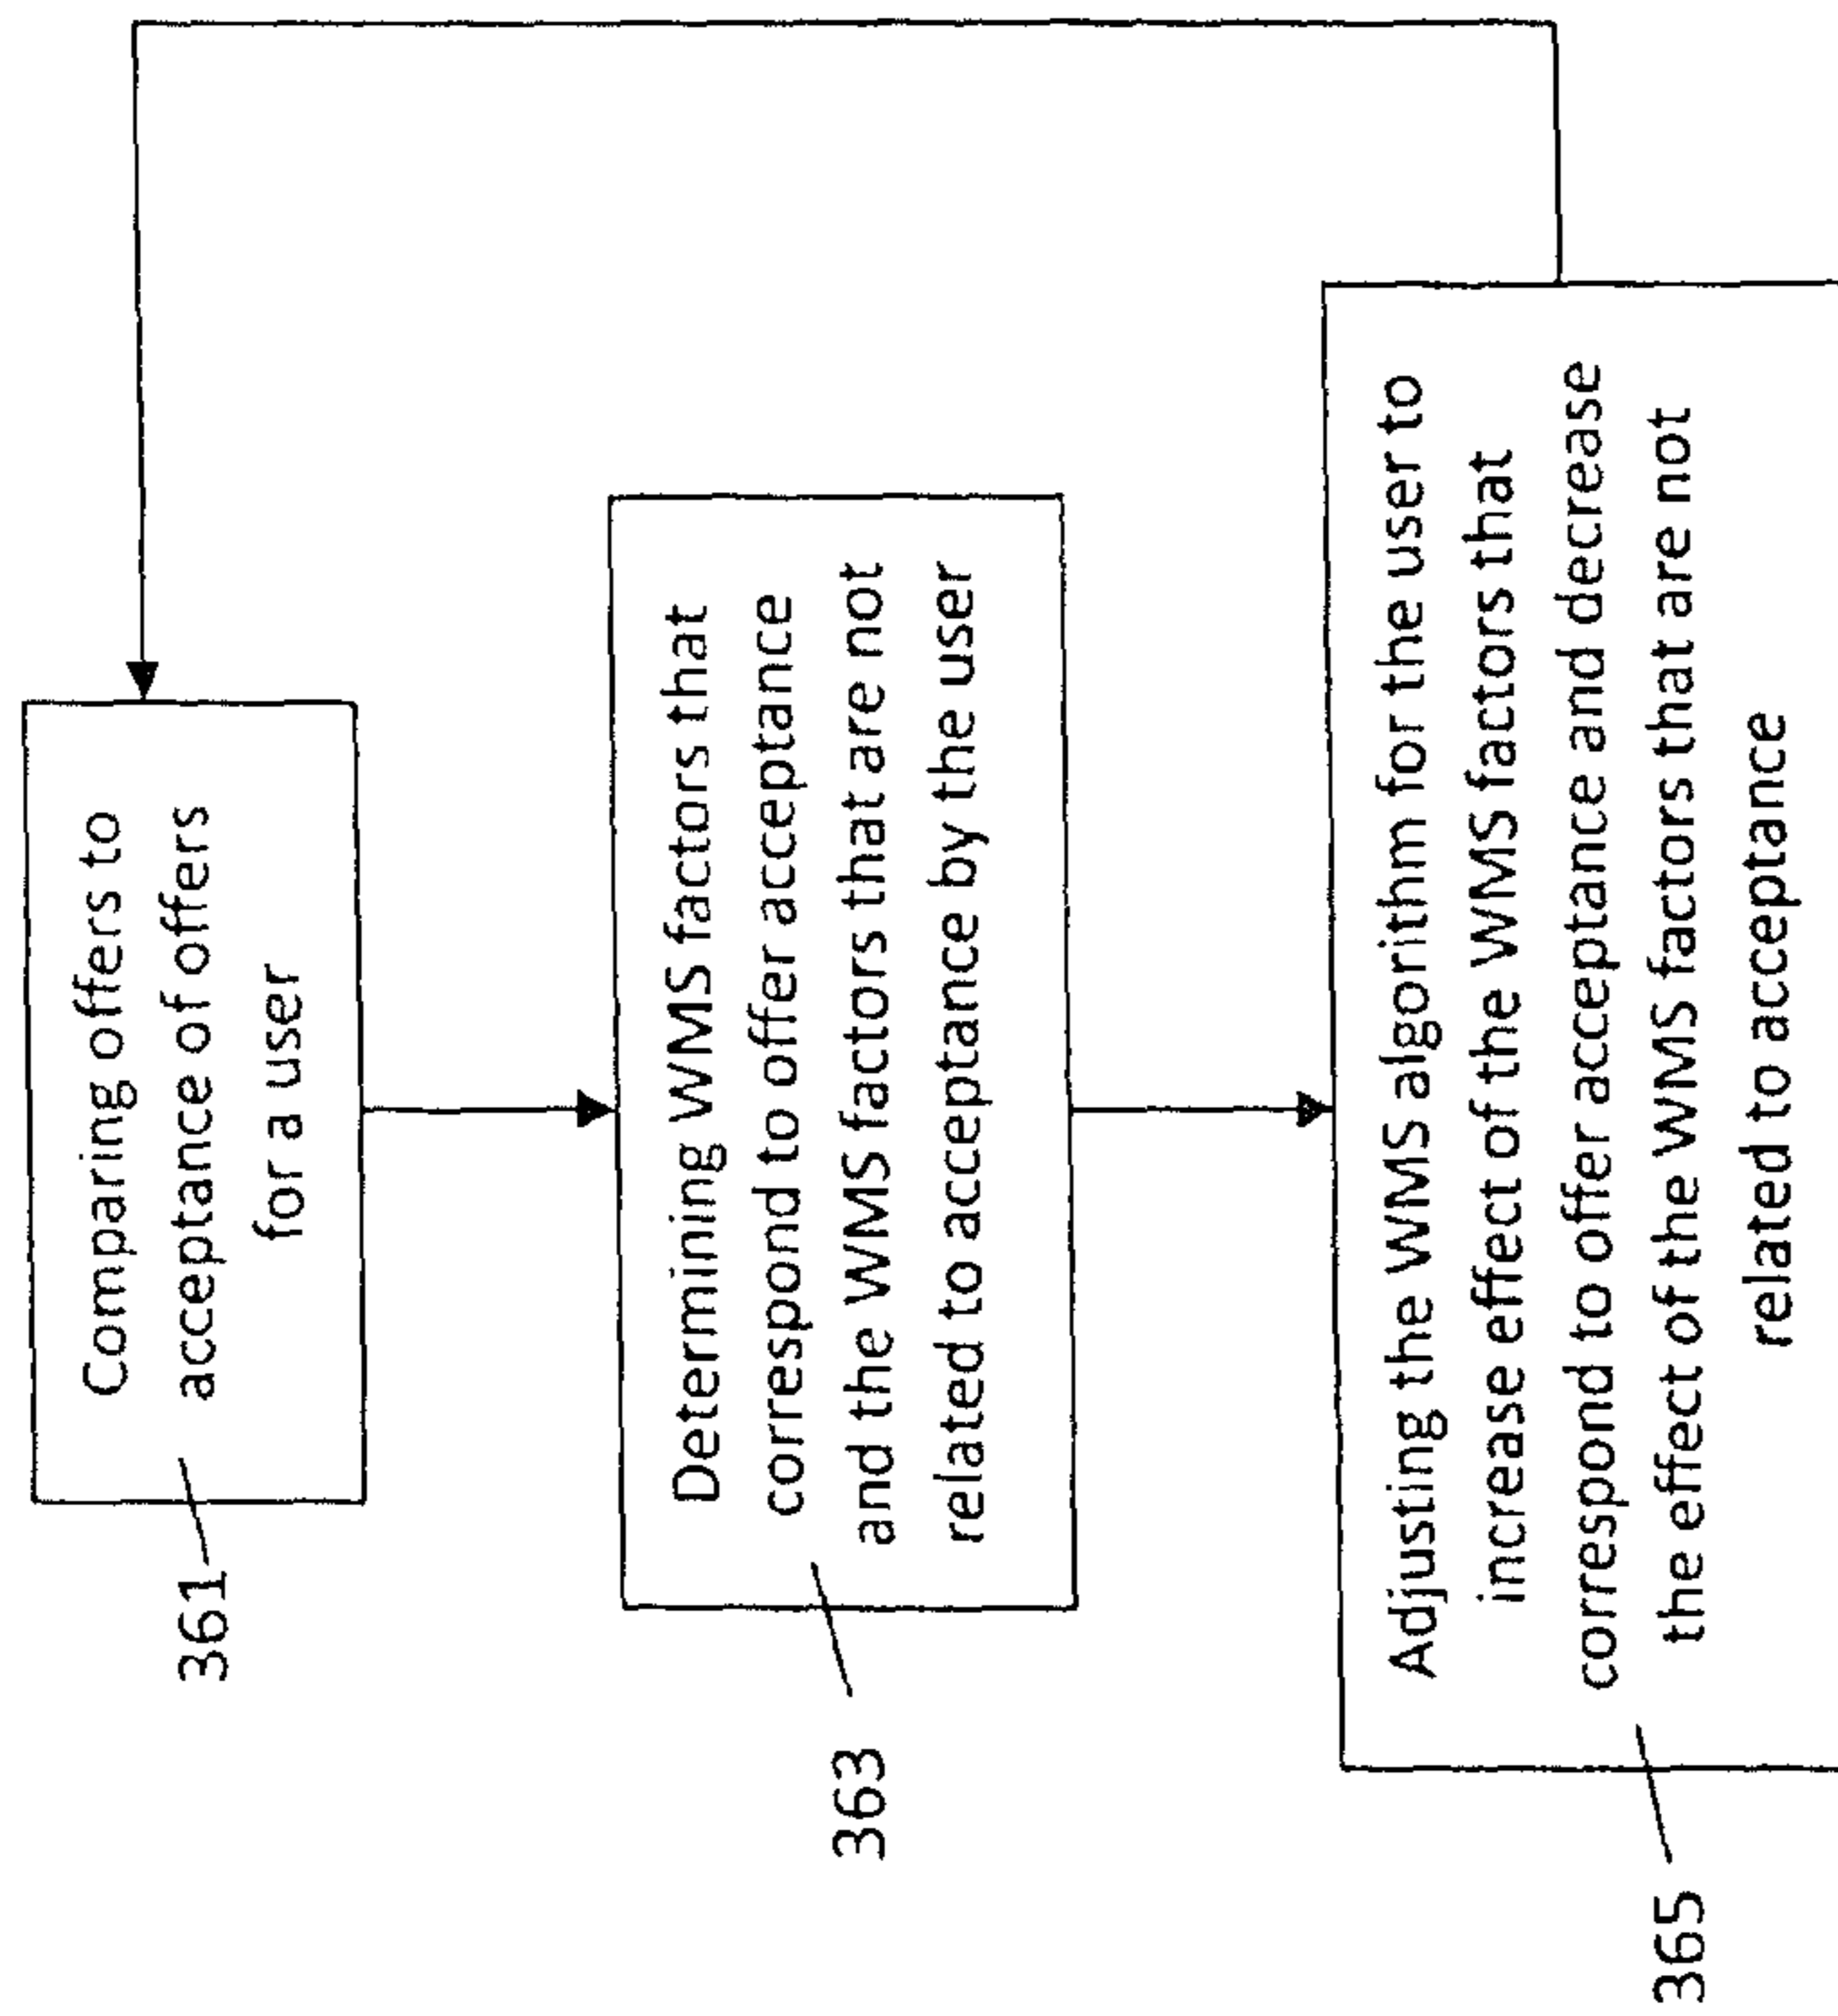 Comparing offers to
acceptance of offers
for a user
361
Determining WMS factors that
correspond to offer acceptance
and the WMS factors that are not
related to acceptance by the user
363
Adjusting the WMS algorithm for the user to
increase effect of the WMS factors that
correspond to offer acceptance and decrease
the effect of the WMS factors that are not
related to acceptance
365